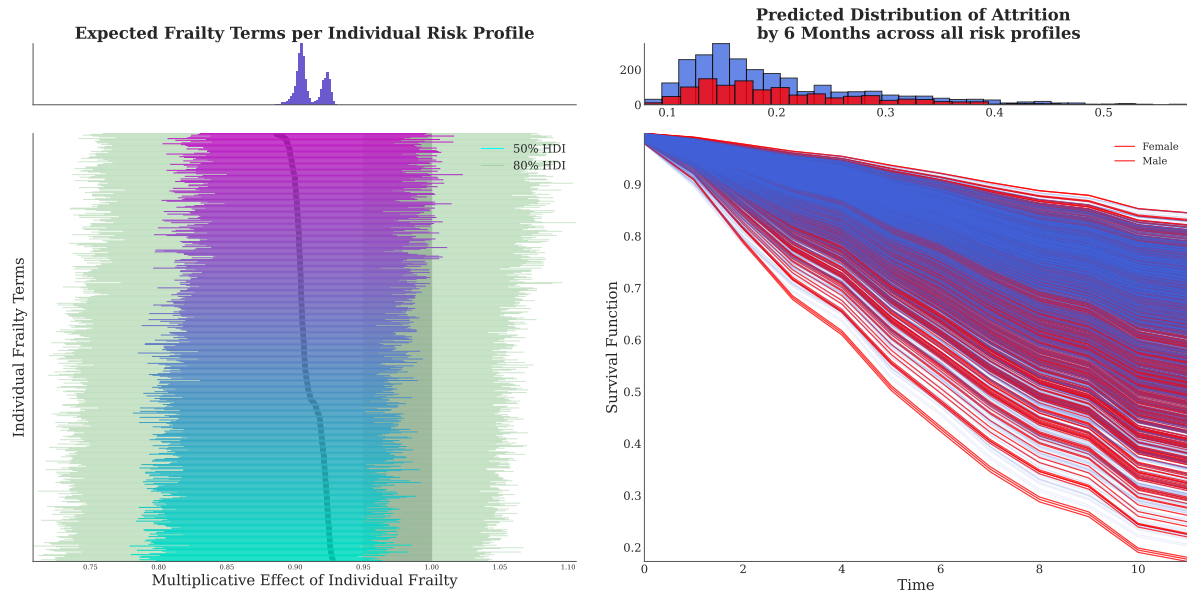 Expected Frailty Terms per Individual Risk Profile
50% HDI
80% HDI
Individual Frailty Terms
0.75
0.80
0.85
0.90
0.95
1.00
1.05
1.10
Multiplicative Effect of Individual Frailty
Predicted Distribution of Attrition
by 6 Months across all risk profiles
200
0
0.1
0.2
0.3
0.4
0.5
Female
Male
Survival Function
0.9
0.8
0.7
0.6
0.5
0.4
0.3
0.2
0
2
4
6
8
10
Time